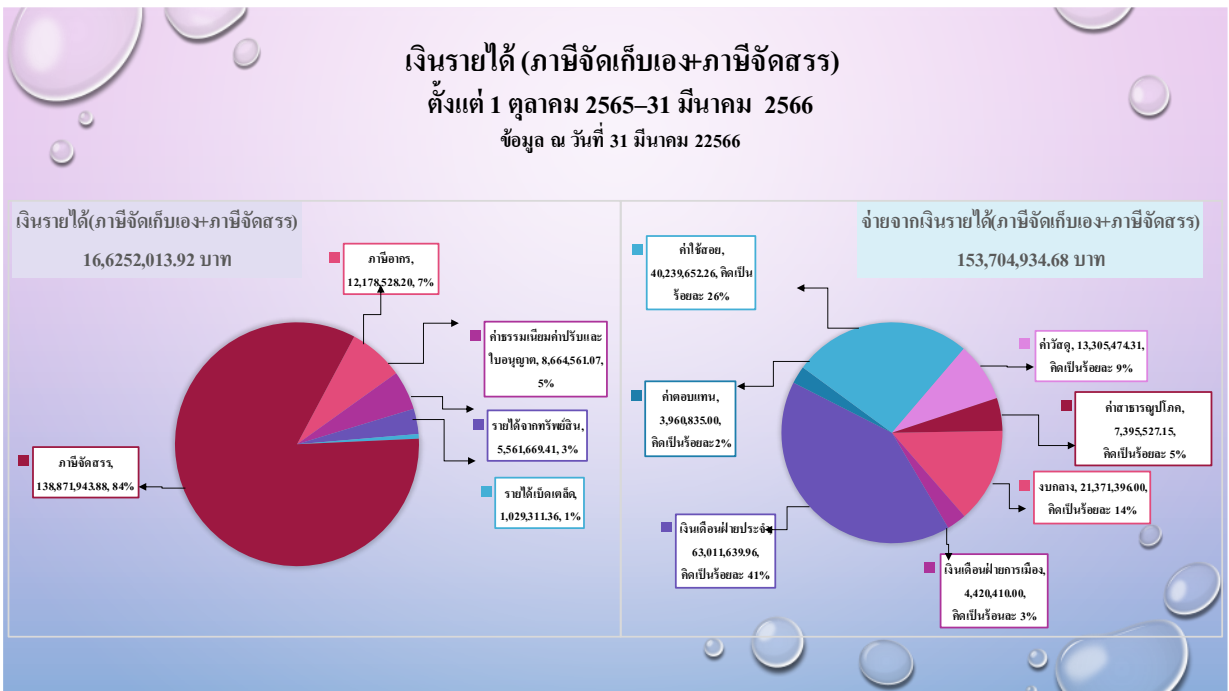 เงินรายได้ (ภาษีจัดเก็บเอง+ภาษีจัดสรร)
ตั้งแต่ 1 ตุลาคม 2565–31 มีนาคม 2566
ข้อมูล ณ วันที่ 31 มีนาคม 22566
เงินรายได้(ภาษีจัดเก็บเอง+ภาษีจัดสรร)
16,6252,013.92 บาท
ภาษีอากร,
12,178,528.20, 7%
ค่าธรรมเนียมค่าปรับและ
ใบอนุญาต, 8,664,561.07,
5%
รายได้จากทรัพย์สิน,
5,561,669.41, 3%
รายได้เบ็ดเตล็ด,
1,029,311.36, 1%
ภาษีจัดสรร,
138,871,943.88, 84%
จ่ายจากเงินรายได้(ภาษีจัดเก็บเอง+ภาษีจัดสรร)
153,704,934.68 บาท
ค่าใช้สอย,
40,239,652.26, คิดเป็น
ร้อยละ 26%
ค่าวัสดุ, 13,305,474.31,
คิดเป็นร้อยละ 9%
ค่าตอบแทน,
3,960,835.00,
คิดเป็นร้อยละ2%
ค่าสาธารณูปโภค,
7,395,527.15,
คิดเป็นร้อยละ 5%
งบกลาง, 21,371,396.00,
คิดเป็นร้อยละ 14%
เงินเดือนฝ่ายประจำ
63,011,639.96,
คิดเป็นร้อยละ 41%
เงินเดือนฝ่ายการเมือง,
4,420,410.00,
คิดเป็นร้อนละ 3%